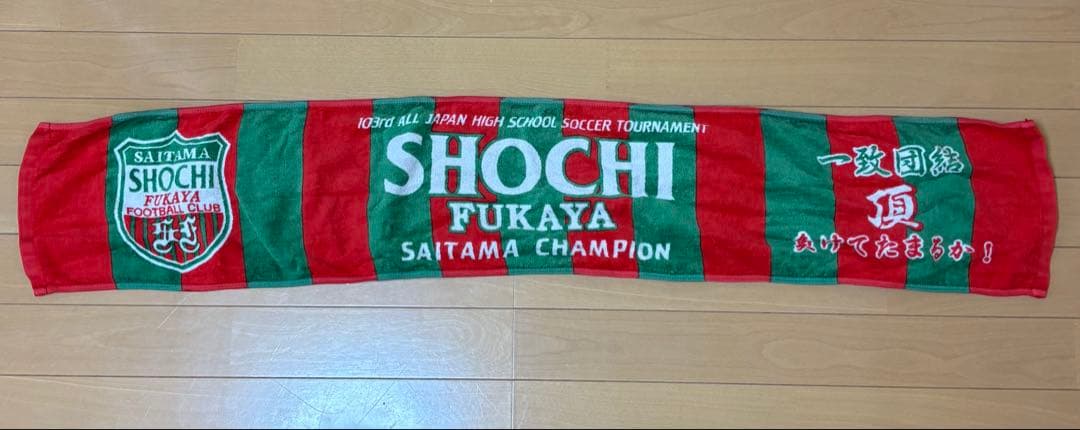 SAITAMA
SHOCHI
FUKAYA
FOOTBALL CLUB
103rd ALL JAPAN HIGH SCHOOL SOCCER TOURNAMENT
SHOCHI
FUKAYA
SAITAMA CHAMPION
一致団結
頂
負けてたまるか!